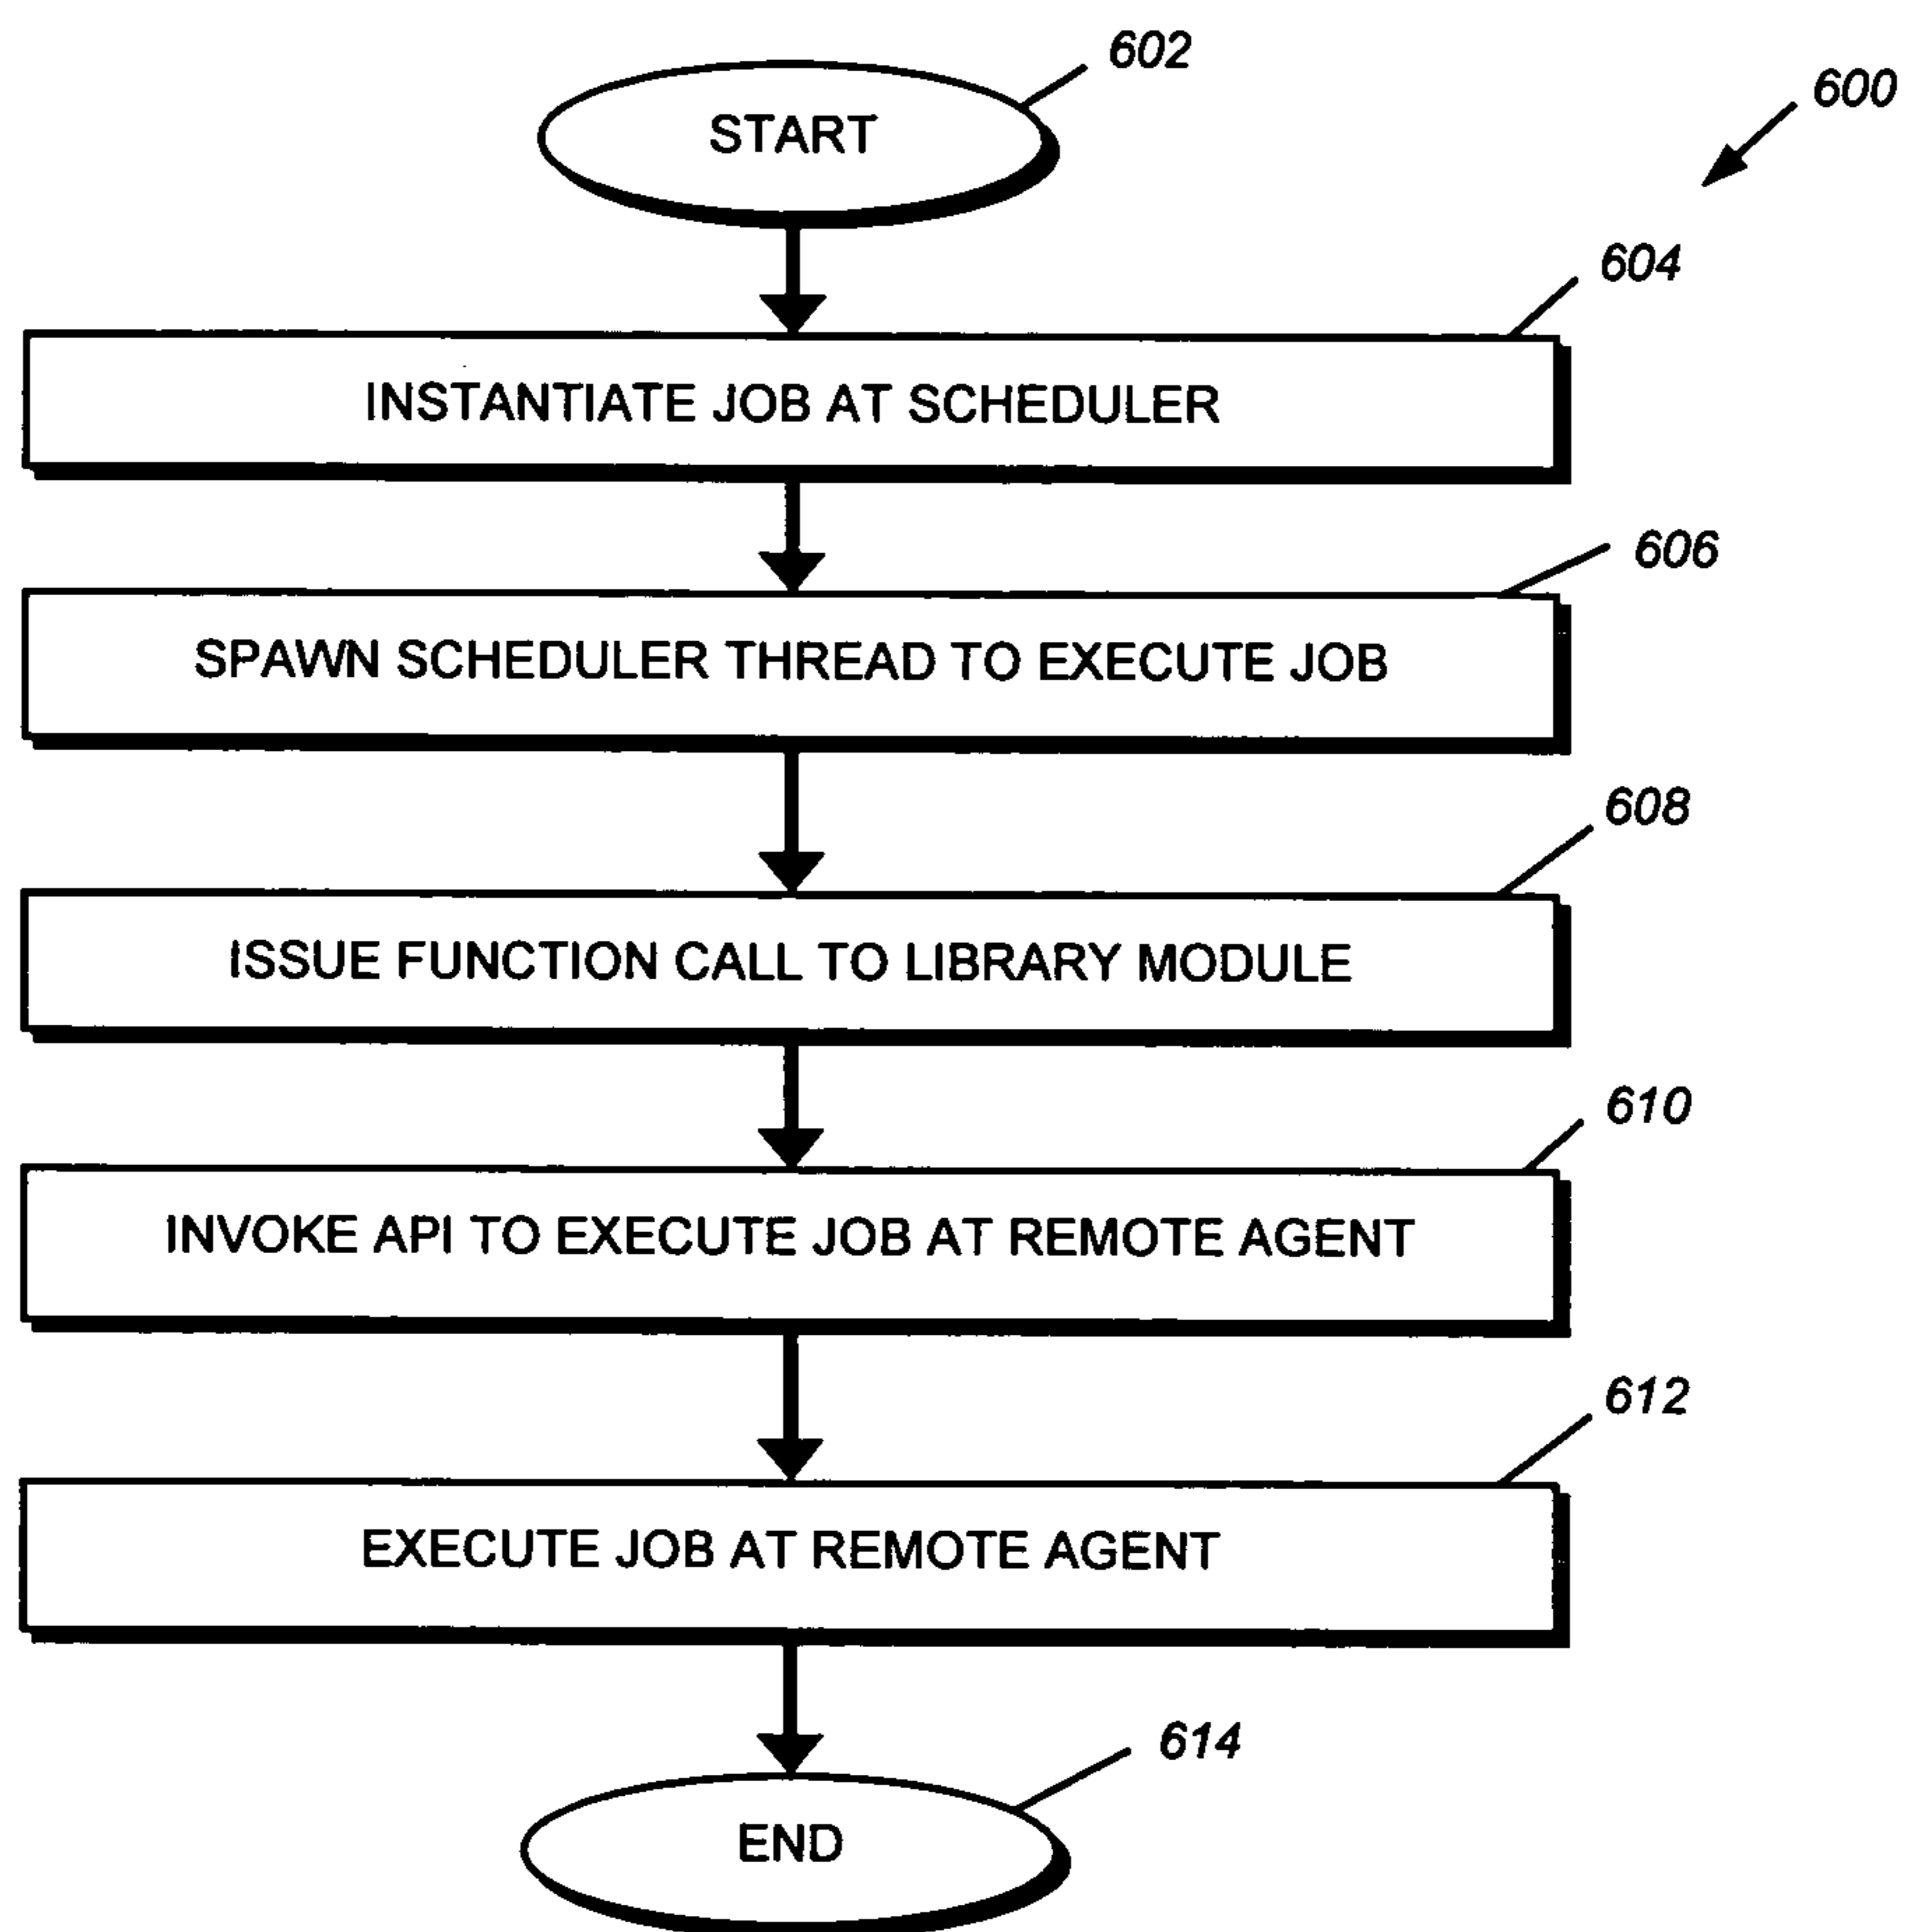 602
START
600
604
INSTANTIATE JOB AT SCHEDULER
606
SPAWN SCHEDULER THREAD TO EXECUTE JOB
608
ISSUE FUNCTION CALL TO LIBRARY MODULE
610
INVOKE API TO EXECUTE JOB AT REMOTE AGENT
612
EXECUTE JOB AT REMOTE AGENT
614
END